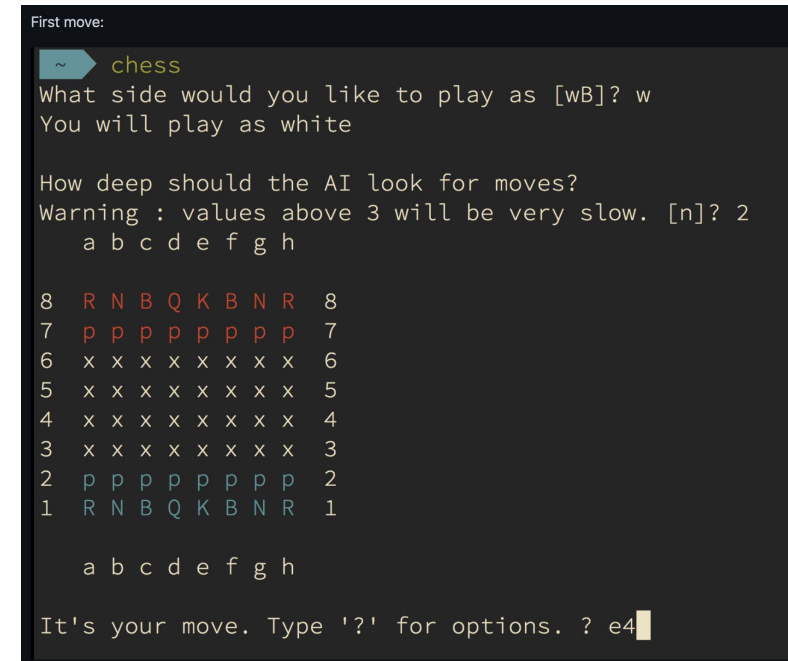 First move:
~ chess
What side would you like to play as [wB]? w
You will play as white
How deep should the AI look for moves?
Warning : values above 3 will be very slow. [n]? 2
a b c d e f g h
8 R N B Q K B N R 8
7 p p p p p p p p 7
6 x x x x x x x x 6
5 x x x x x x x x 5
4 x x x x x x x x 4
3 x x x x x x x x 3
2 p p p p p p p p 2
1 R N B Q K B N R 1
a b c d e f g h
It's your move. Type '?' for options. ? e4